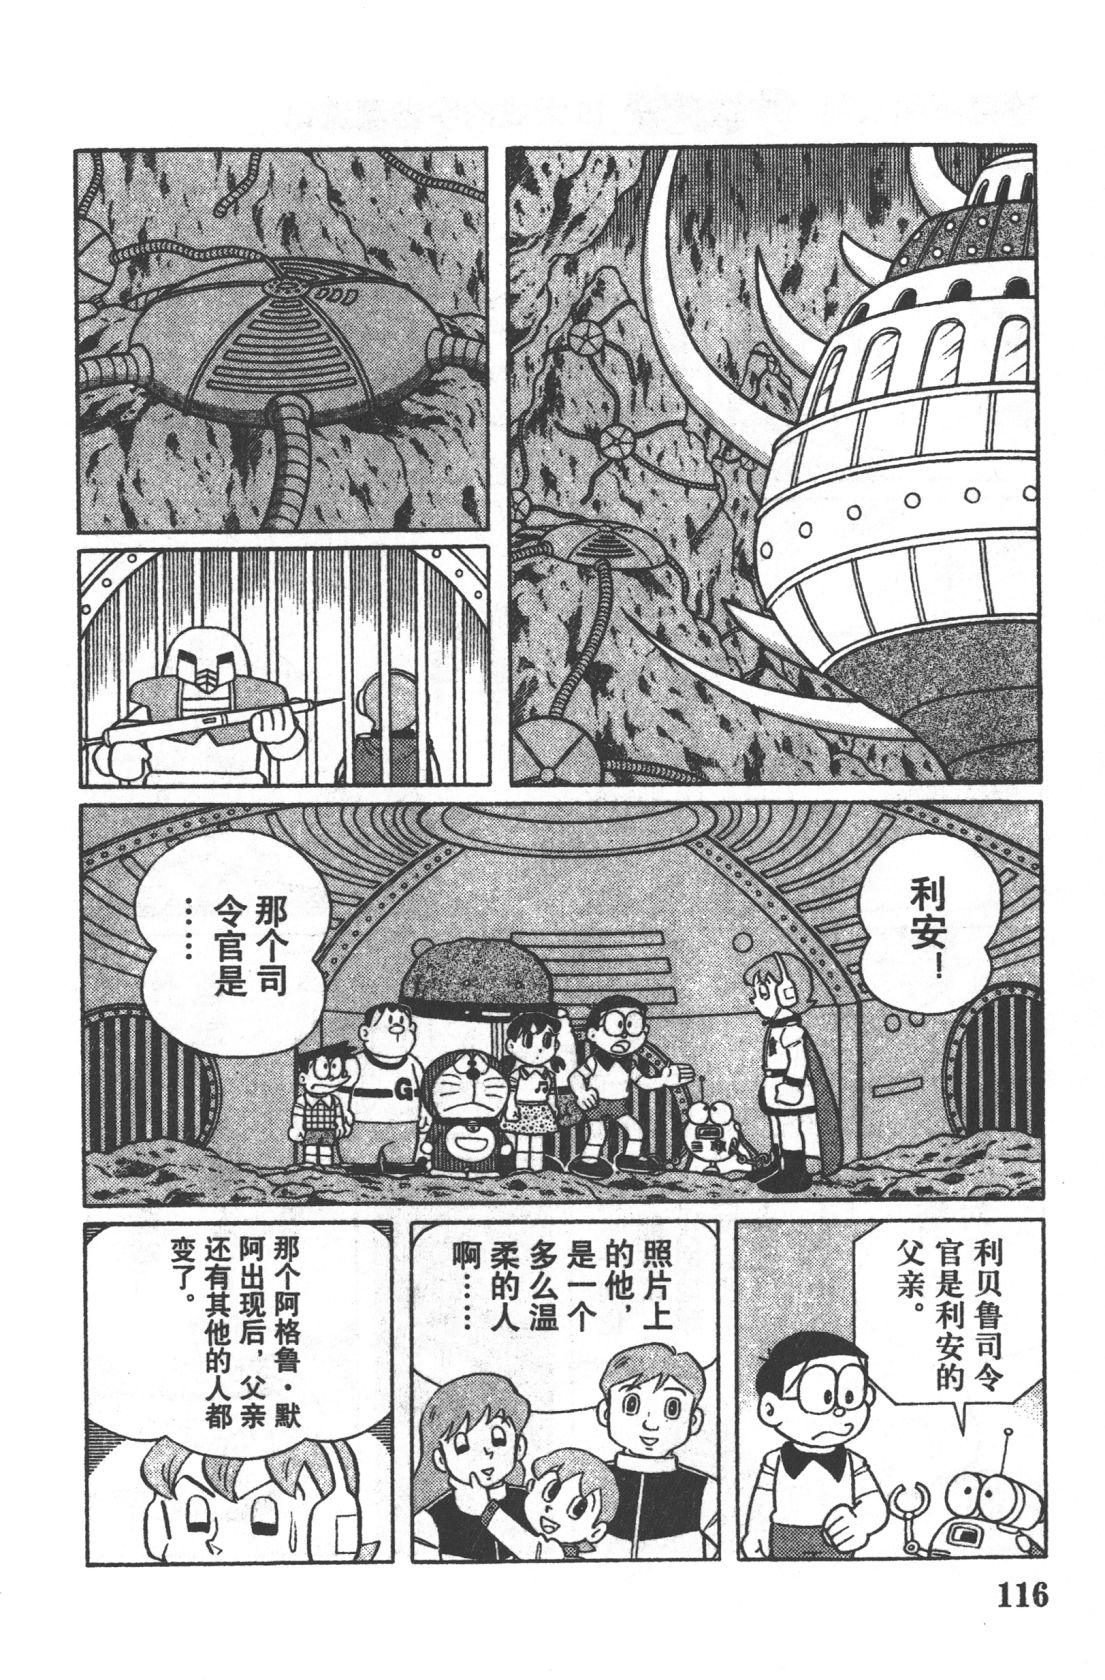 利安！
那个司
令官是
……
G
利贝鲁司令
官是利安的
父亲。
照片上
的他，
是一个
多么温
柔的人
啊……
那个阿格鲁·默
阿出现后，父亲
还有其他的人都
变了。
116